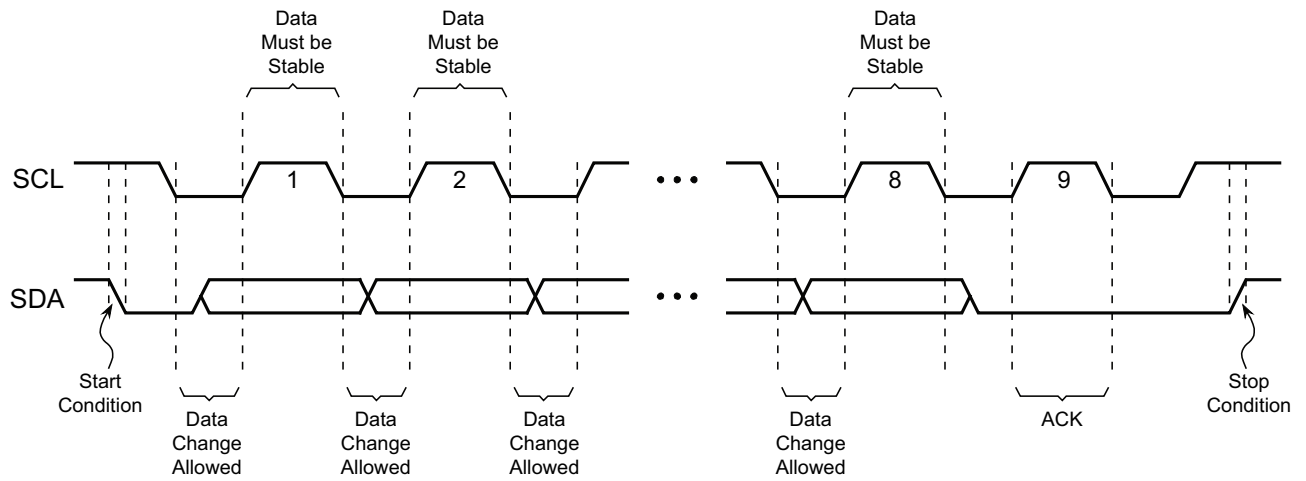 Data
Must be
Stable
Data
Must be
Stable
Data
Must be
Stable
SCL
1
2
8
9
SDA
Start
Condition
Data
Change
Allowed
Data
Change
Allowed
Data
Change
Allowed
Data
Change
Allowed
ACK
Stop
Condition